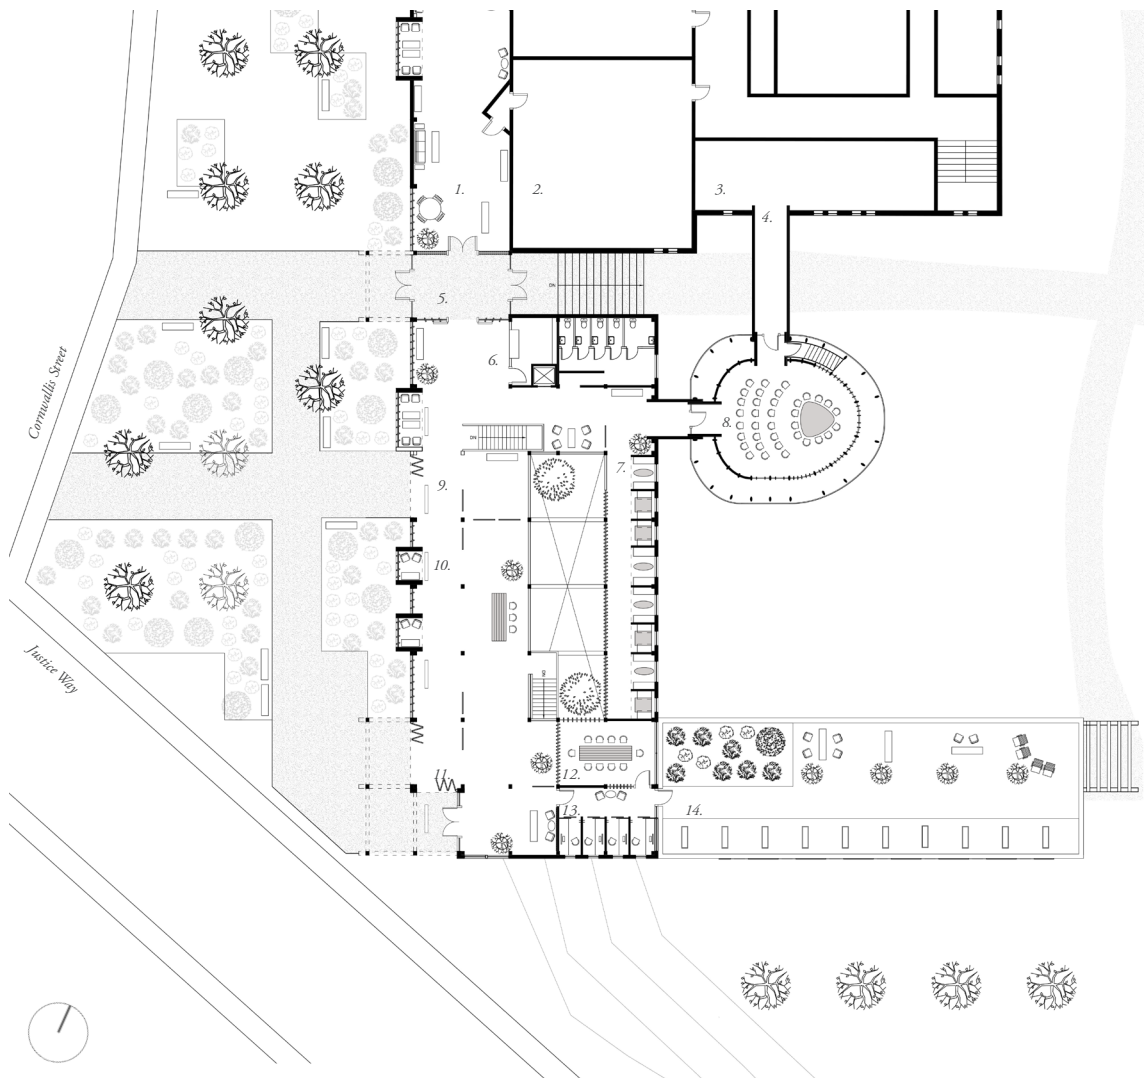 1.
2.
3.
4.
DN
5.
6.
Cornwallis Street
8.
DN
7.
9.
10.
Justice Way
DN
11.
12.
13.
14.